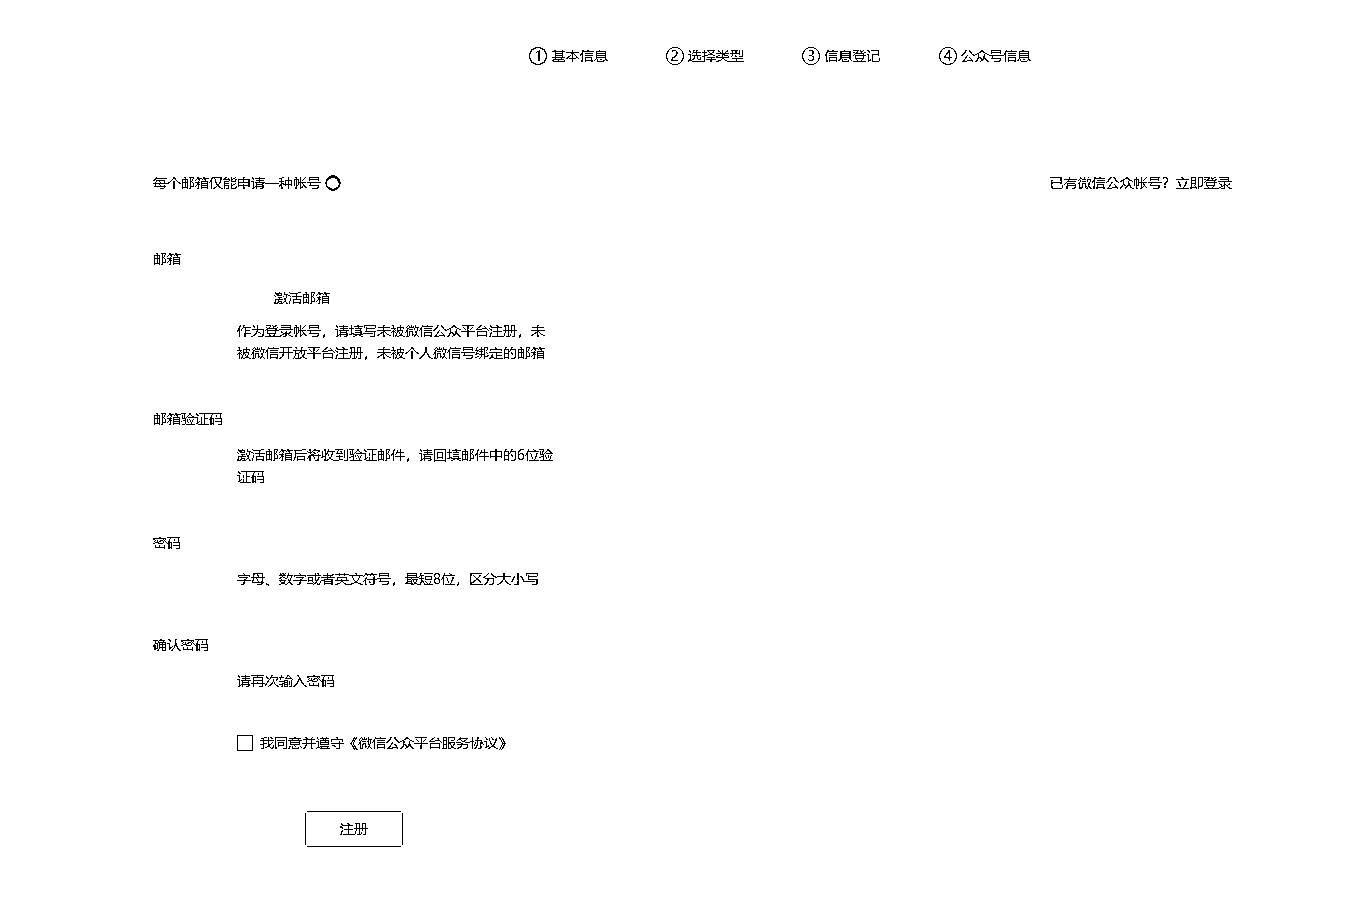 ① 基本信息 ② 选择类型 ③ 信息登记 ④ 公众号信息
每个邮箱仅能申请一种帐号 已有微信公众帐号？立即登录
邮箱
激活邮箱
作为登录帐号，请填写未被微信公众平台注册，未
被微信开放平台注册，未被个人微信号绑定的邮箱
邮箱验证码
激活邮箱后将收到验证邮件，请回填邮件中的6位验
证码
密码
字母、数字或者英文符号，最短8位，区分大小写
确认密码
请再次输入密码
我同意并遵守《微信公众平台服务协议》
注册